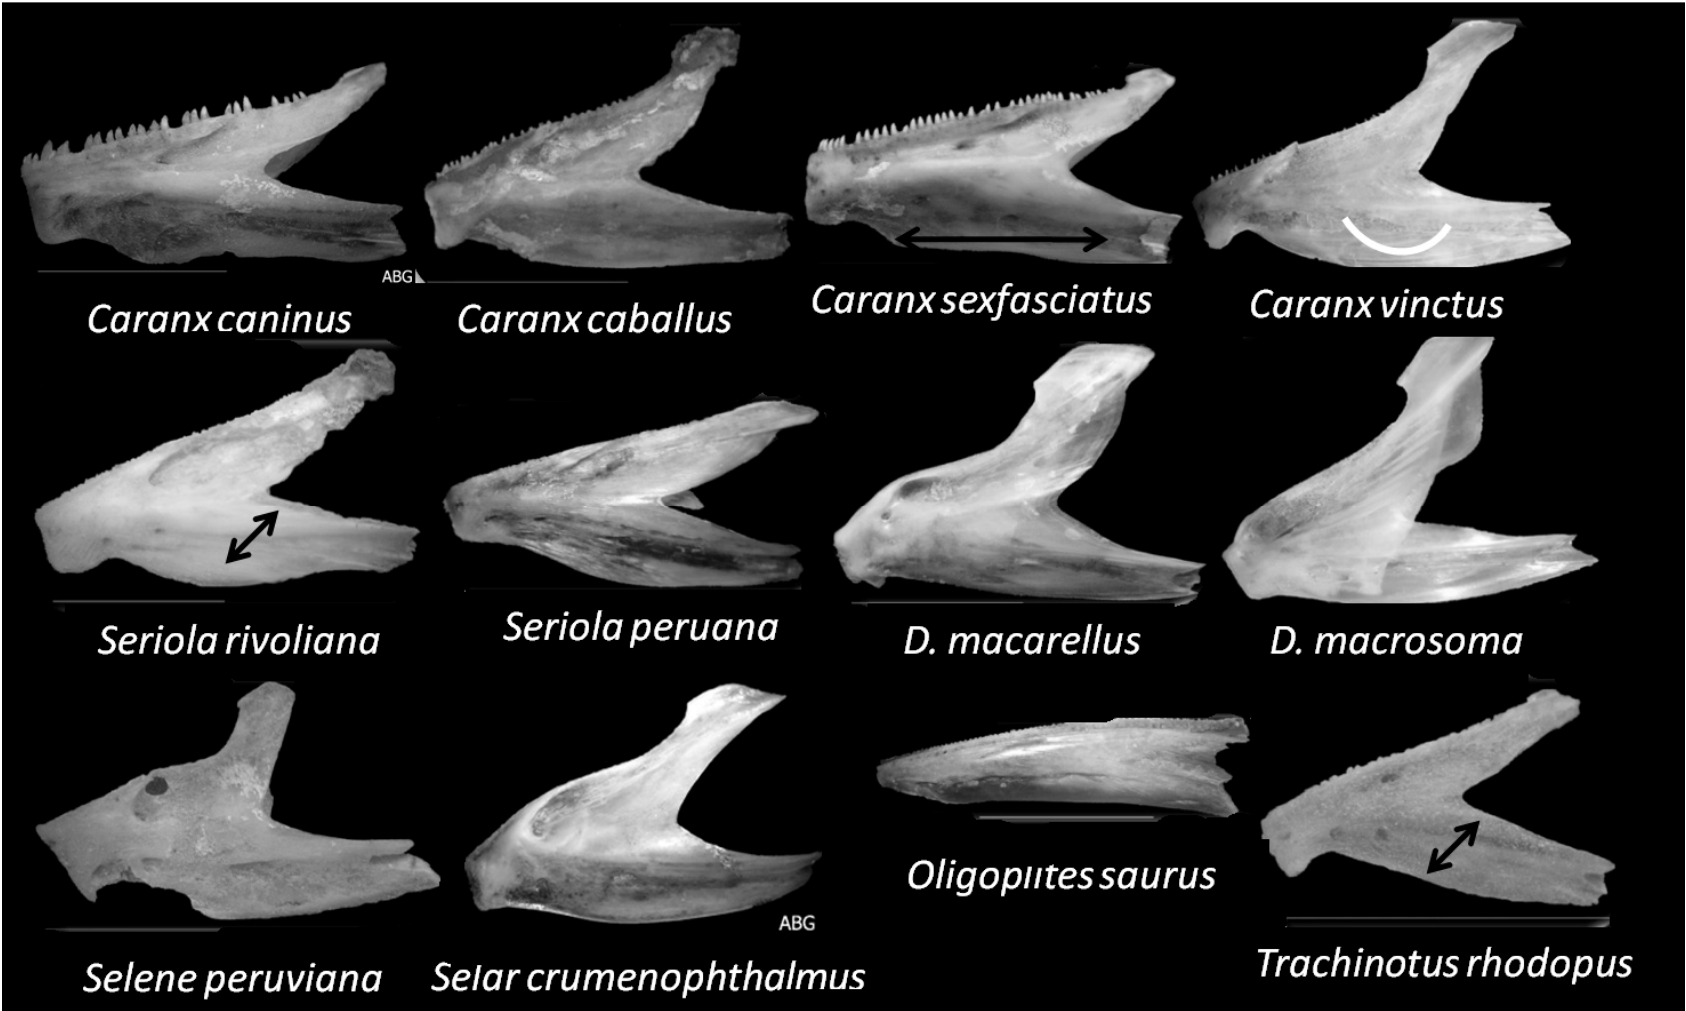 ABG
Caranx caninus
Caranx caballus
Caranx sexfasciatus
Caranx vinctus
Seriola rivoliana
Seriola peruana
D. macarellus
D. macrosoma
ABG
Selene peruviana
Selar crumenophthalmus
Oligoplites saurus
Trachinotus rhodopus